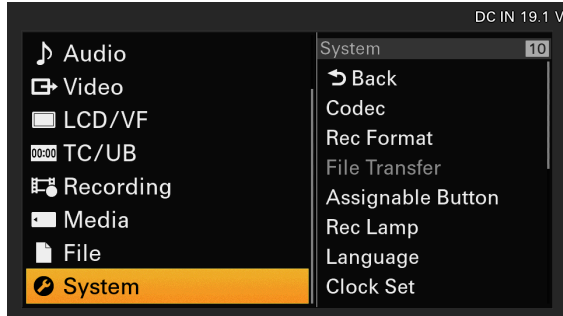 DC IN 19.1 V
Audio
Video
LCD/VF
00:00 TC/UB
Recording
Media
File
System
System 10
Back
Codec
Rec Format
File Transfer
Assignable Button
Rec Lamp
Language
Clock Set